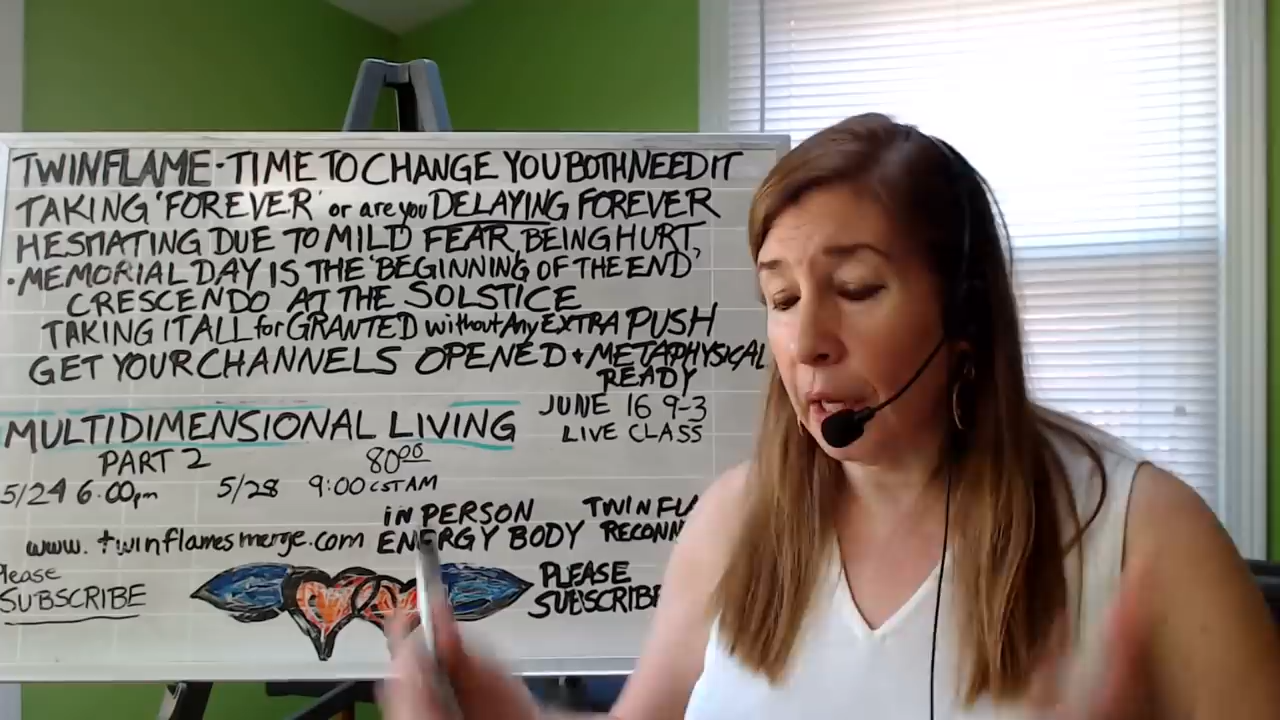 TWINFLAME - TIME TO CHANGE YOU BOTH NEED IT
TAKING 'FOREVER' or are you DELAYING FOREVER
HESITATING DUE TO MILD FEAR, BEING HURT,
• MEMORIAL DAY IS THE 'BEGINNING OF THE END'
CRESCENDO AT THE SOLSTICE
TAKING IT ALL for GRANTED without Any EXTRA PUSH
GET YOUR CHANNELS OPENED + METAPHYSICAL
READY
JUNE 16 9-3
LIVE CLASS
MULTIDIMENSIONAL LIVING
PART 2 80.00
5/24 6:00pm 5/28 9:00 CST AM
www.twinflamesmerge.com
IN PERSON
ENERGY BODY
TWINFLA
RECONN
Please
SUBSCRIBE
PLEASE
SUBSCRIBE